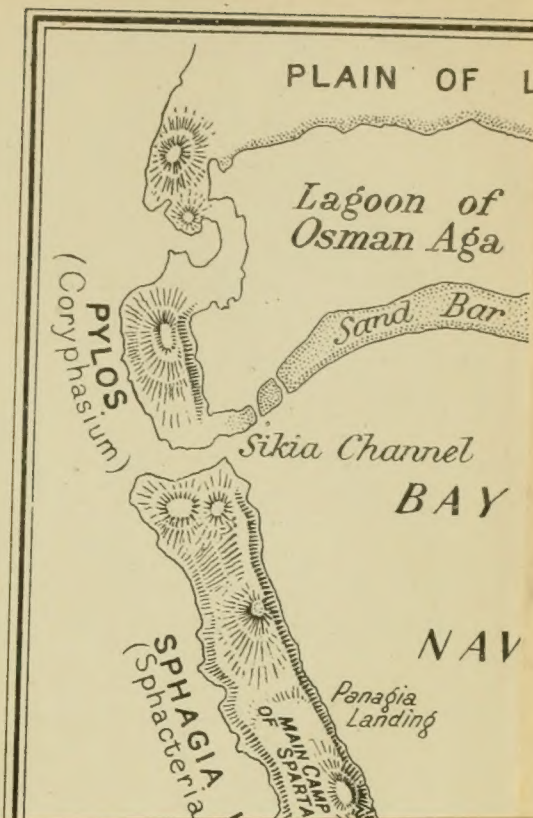 PLAIN OF L
Lagoon of
Osman Aga
Sand Bar
PYLOS
(Coryphasium)
Sikia Channel
BAY
NAV
Panagia
Landing
SPHAGIA
(Sphacteria
MAIN CAMP
OF SPARTA